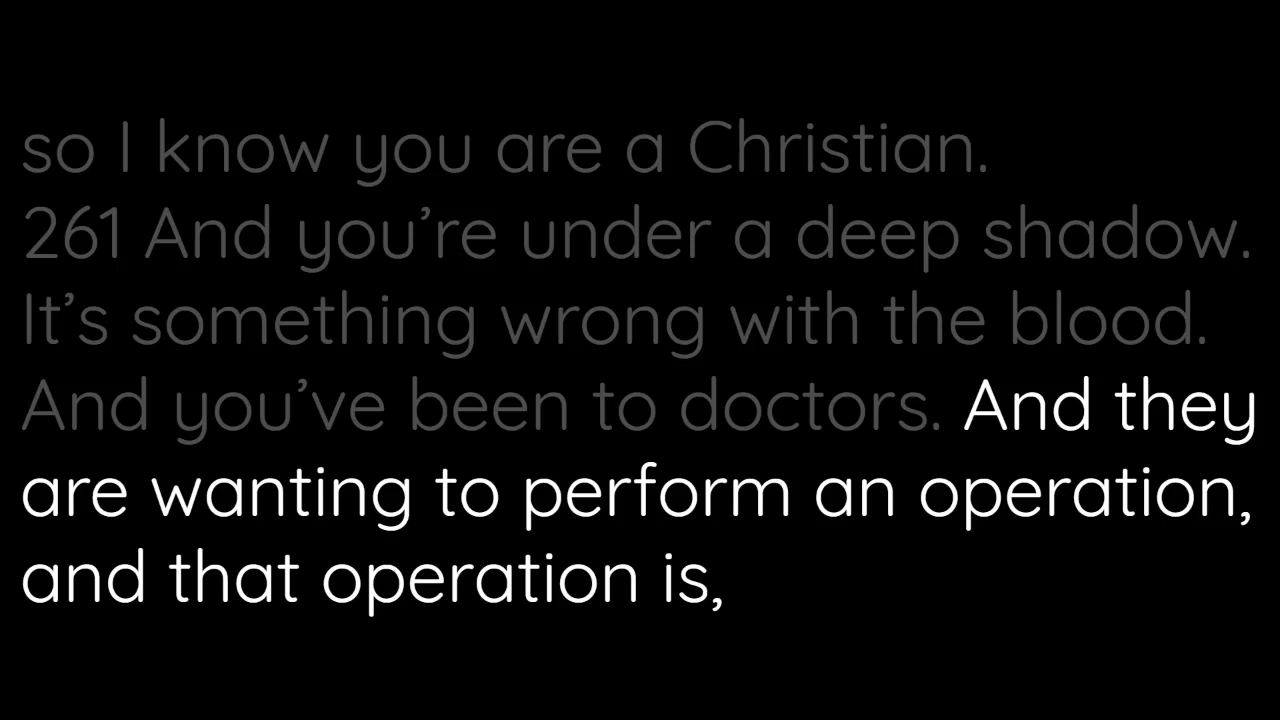 so I know you are a Christian.
261 And you’re under a deep shadow.
It’s something wrong with the blood.
And you’ve been to doctors. And they
are wanting to perform an operation,
and that operation is,